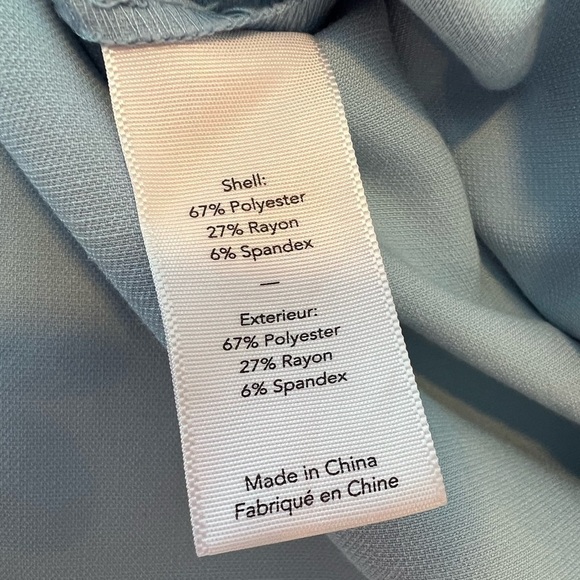 Shell:
67% Polyester
27% Rayon
6% Spandex
—
Exterieur:
67% Polyester
27% Rayon
6% Spandex
Made in China
Fabriqué en Chine